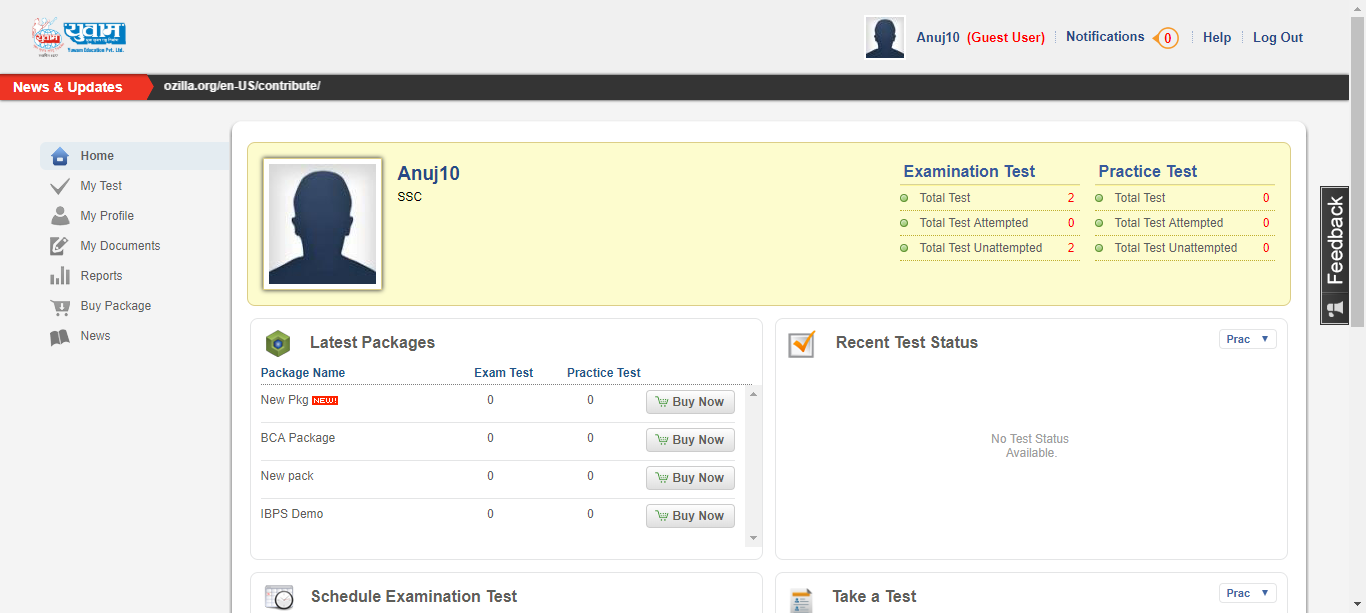 युवाम
Yuwam Education Pvt. Ltd.
Anuj10 (Guest User) Notifications 0 Help Log Out
News & Updates ozilla.org/en-US/contribute/
Home
My Test
My Profile
My Documents
Reports
Buy Package
News
Anuj10
SSC
Examination Test
Total Test 2
Total Test Attempted 0
Total Test Unattempted 2
Practice Test
Total Test 0
Total Test Attempted 0
Total Test Unattempted 0
Feedback
Latest Packages
Package Name Exam Test Practice Test
New Pkg NEW! 0 0 Buy Now
BCA Package 0 0 Buy Now
New pack 0 0 Buy Now
IBPS Demo 0 0 Buy Now
Recent Test Status Prac
No Test Status
Available.
Schedule Examination Test
Take a Test Prac